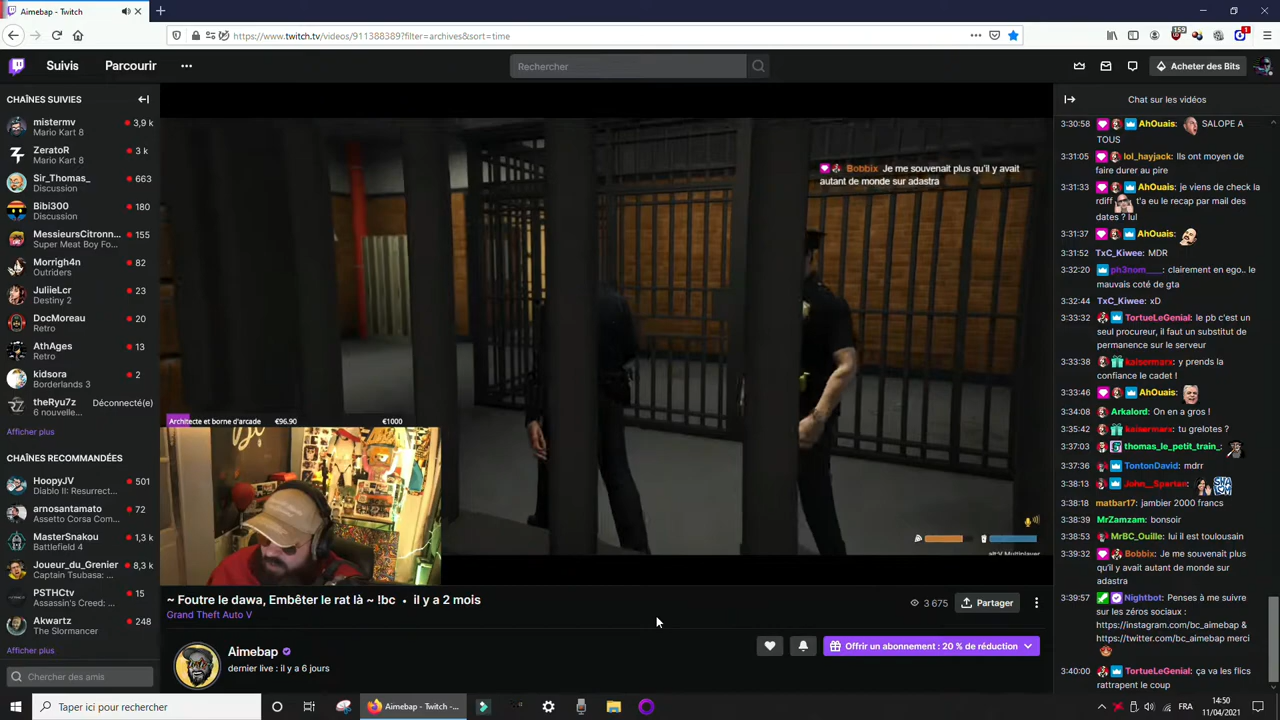 Aimebap - Twitch
https://www.twitch.tv/videos/911388389?filter=archives&sort=time
159
1
Suivis
Parcourir
Rechercher
Acheter des Bits
CHAÎNES SUIVIES
mistermv
3,9 k
Mario Kart 8
ZeratoR
3 k
Mario Kart 8
Sir_Thomas_
663
Discussion
Bibi300
180
Discussion
MessieursCitronn...
155
Super Meat Boy Fo...
Morrigh4n
82
Outriders
JuliieLcr
23
Destiny 2
DocMoreau
20
Retro
AthAges
13
Retro
kidsora
2
Borderlands 3
theRyu7z
Déconnecté(e)
6 nouvelle...
Afficher plus
CHAÎNES RECOMMANDÉES
HoopyJV
501
Diablo II: Resurrect...
arnosantamato
72
Assetto Corsa Com...
MasterSnakou
1,3 k
Battlefield 4
Joueur_du_Grenier
8,3 k
Captain Tsubasa:...
PSTHCtv
15
Assassin's Creed:...
Akwartz
248
The Slormancer
Afficher plus
Chercher des amis
Bobbix Je me souvenait plus qu'il y avait
autant de monde sur adastra
Architecte et borne d'arcade
€96.90
€1000
alt:V Multiplayer
~ Foutre le dawa, Embêter le rat là ~ !bc • il y a 2 mois
Grand Theft Auto V
3 675
Partager
Aimebap
dernier live : il y a 6 jours
Offrir un abonnement : 20 % de réduction
Chat sur les vidéos
3:30:58 AhOuais: SALOPE A
TOUS
3:31:05 lol_hayjack: Ils ont moyen de
faire durer au pire
3:31:33 AhOuais: je viens de check la
rdiff t'a eu le recap par mail des
dates ? lul
3:31:37 AhOuais:
3:31:52 TxC_Kiwee: MDR
3:32:20 ph3nom____: clairement en ego.. le
mauvais coté de gta
3:32:44 TxC_Kiwee: xD
3:33:32 TortueLeGenial: le pb c'est un
seul procureur, il faut un substitut de
permanence sur le serveur
3:33:38 kaisermarx: y prends la
confiance le cadet !
3:33:46 AhOuais:
3:34:08 Arkalord: On en a gros !
3:35:42 kaisermarx: tu grelotes ?
3:37:03 thomas_le_petit_train_:
3:37:36 TontonDavid: mdrr
3:38:13 John__Spartan:
3:38:18 matbar17: jambier 2000 francs
3:38:39 MrZamzam: bonsoir
3:38:53 MrBC_Ouille: lui il est toulousain
3:39:32 Bobbix: Je me souvenait plus
qu'il y avait autant de monde sur
adastra
3:39:57 Nightbot: Penses à me suivre
sur les zéros sociaux :
https://instagram.com/bc_aimebap &
https://twitter.com/bc_aimebap merci
3:40:00 TortueLeGenial: ça va les flics
rattrapent le coup
Taper ici pour rechercher
Aimebap - Twitch -...
FR
14:50
11/04/2021